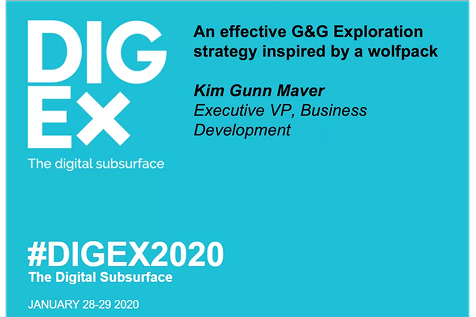 DIG
EX
The digital subsurface
An effective G&G Exploration
strategy inspired by a wolfpack
Kim Gunn Maver
Executive VP, Business
Development
#DIGEX2020
The Digital Subsurface
JANUARY 28-29 2020